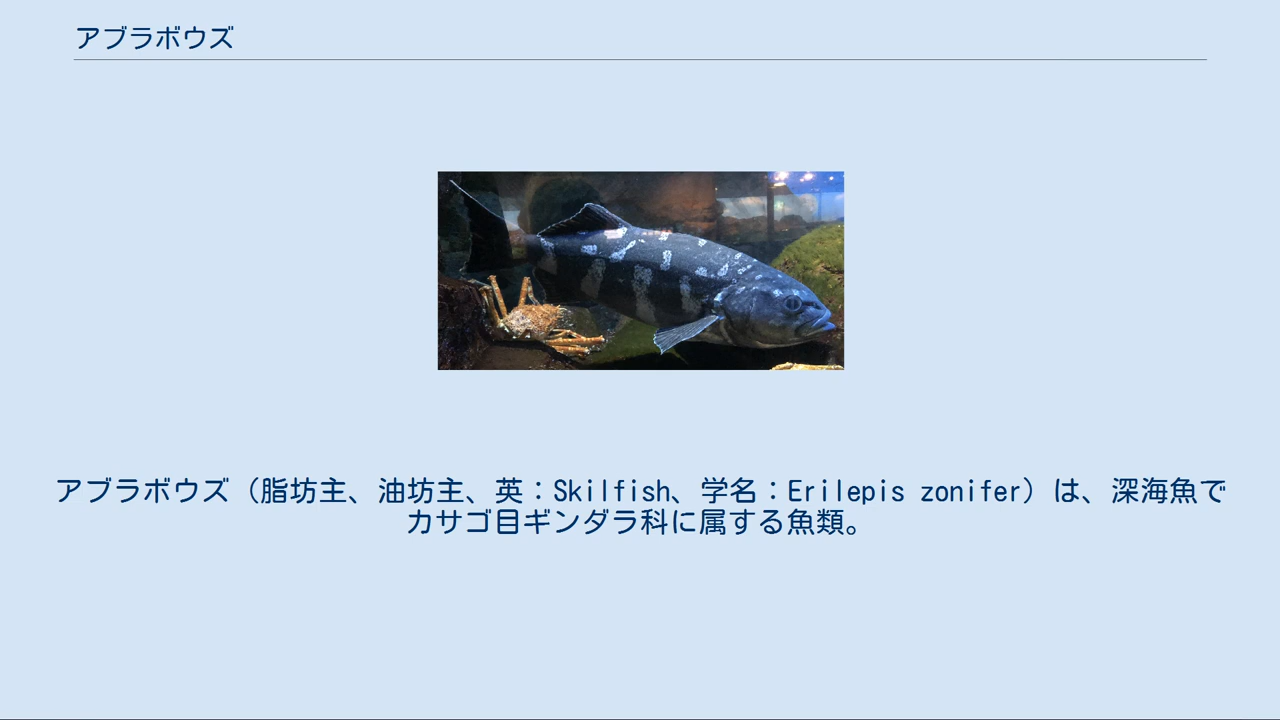 アブラボウズ
アブラボウズ（脂坊主、油坊主、英：Skilfish、学名：Erilepis zonifer）は、深海魚で
カサゴ目ギンダラ科に属する魚類。